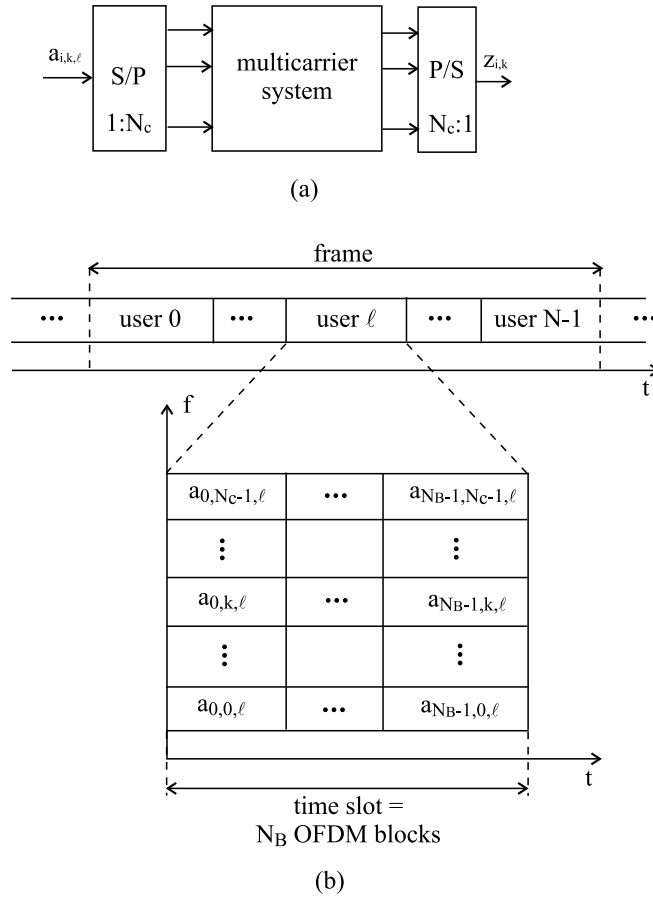 a_{i,k,ℓ}
S/P
1:N_c
multicarrier
system
P/S
N_c:1
z_{i,k}
(a)
frame
••• user 0 ••• user ℓ ••• user N-1 •••
t
f
a_{0,N_c-1,ℓ} ••• a_{N_B-1,N_c-1,ℓ}
⋮ ⋮
a_{0,k,ℓ} ••• a_{N_B-1,k,ℓ}
⋮ ⋮
a_{0,0,ℓ} ••• a_{N_B-1,0,ℓ}
t
time slot =
N_B OFDM blocks
(b)